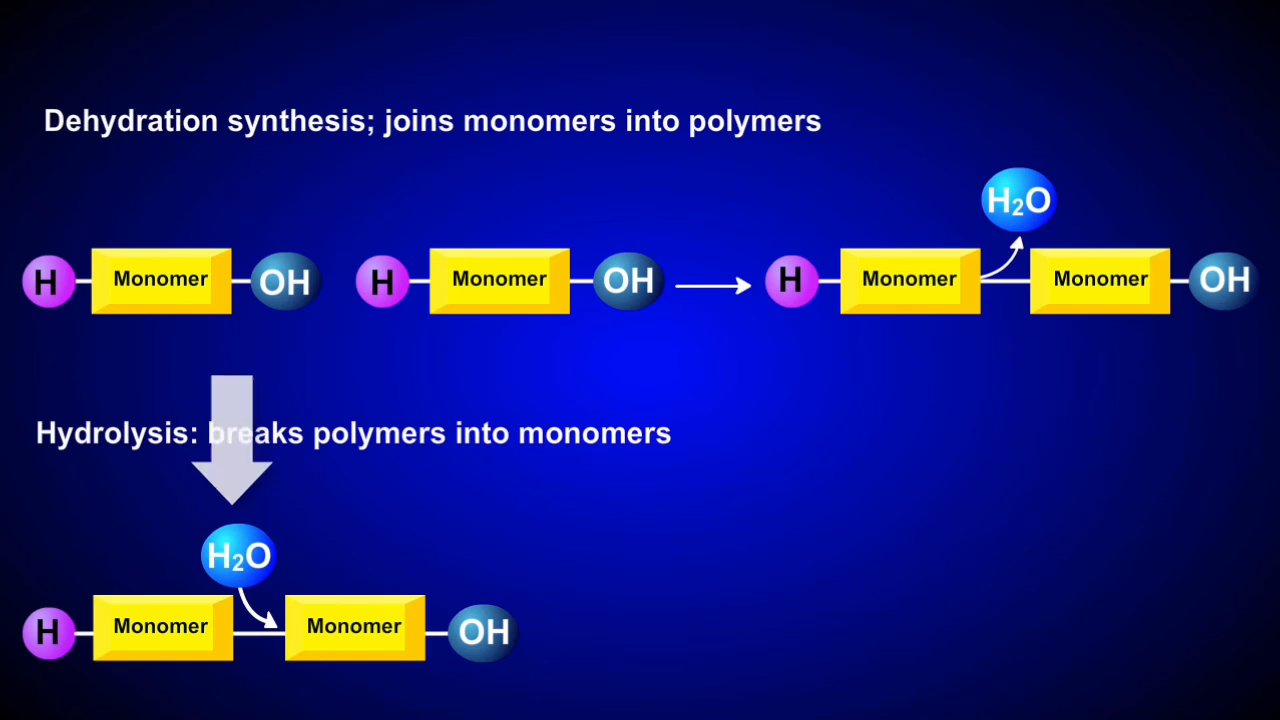 Dehydration synthesis; joins monomers into polymers
H₂O
H Monomer OH H Monomer OH H Monomer Monomer OH
Hydrolysis: breaks polymers into monomers
H₂O
H Monomer Monomer OH